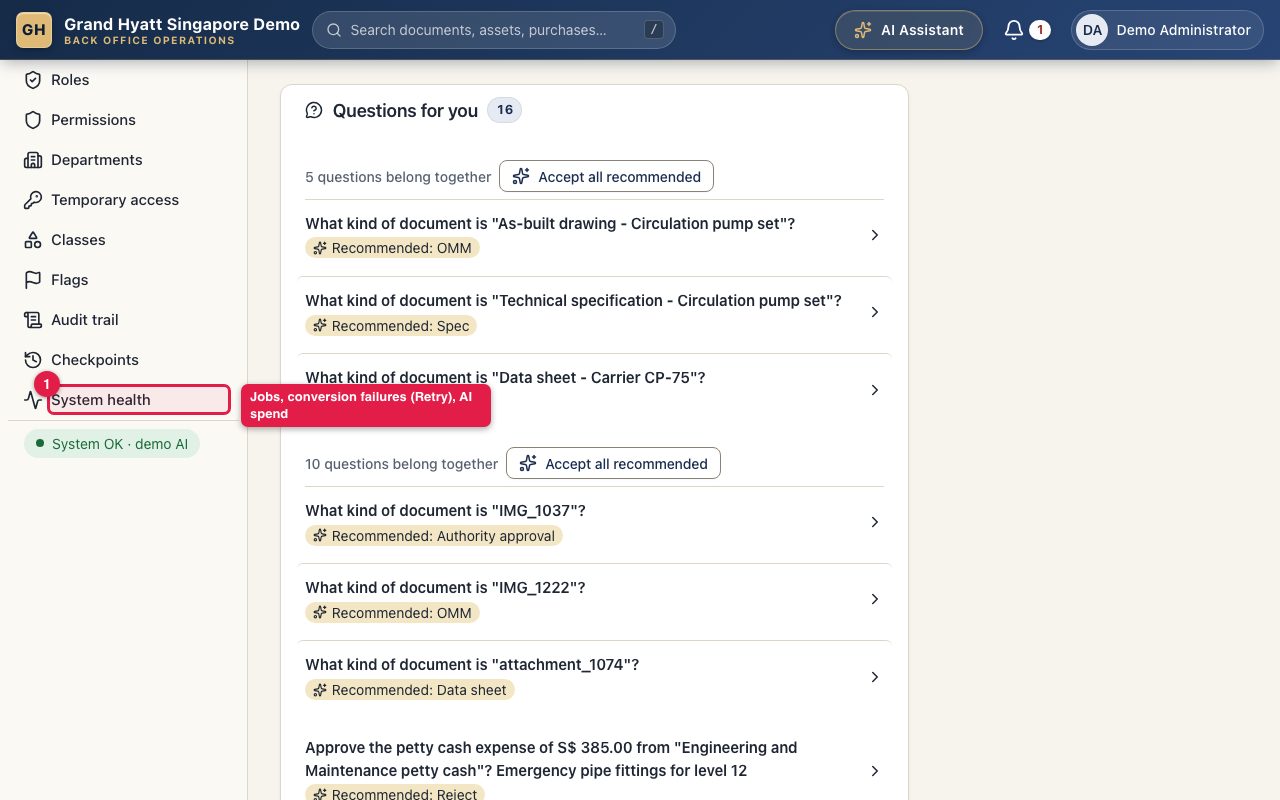 GH
Grand Hyatt Singapore Demo
BACK OFFICE OPERATIONS
Search documents, assets, purchases...
/
AI Assistant
1
DA
Demo Administrator
Roles
Permissions
Departments
Temporary access
Classes
Flags
Audit trail
Checkpoints
1
System health
Jobs, conversion failures (Retry), AI
spend
System OK · demo AI
Questions for you
16
5 questions belong together
Accept all recommended
What kind of document is "As-built drawing - Circulation pump set"?
Recommended: OMM
What kind of document is "Technical specification - Circulation pump set"?
Recommended: Spec
What kind of document is "Data sheet - Carrier CP-75"?
10 questions belong together
Accept all recommended
What kind of document is "IMG_1037"?
Recommended: Authority approval
What kind of document is "IMG_1222"?
Recommended: OMM
What kind of document is "attachment_1074"?
Recommended: Data sheet
Approve the petty cash expense of S$ 385.00 from "Engineering and
Maintenance petty cash"? Emergency pipe fittings for level 12
Recommended: Reject